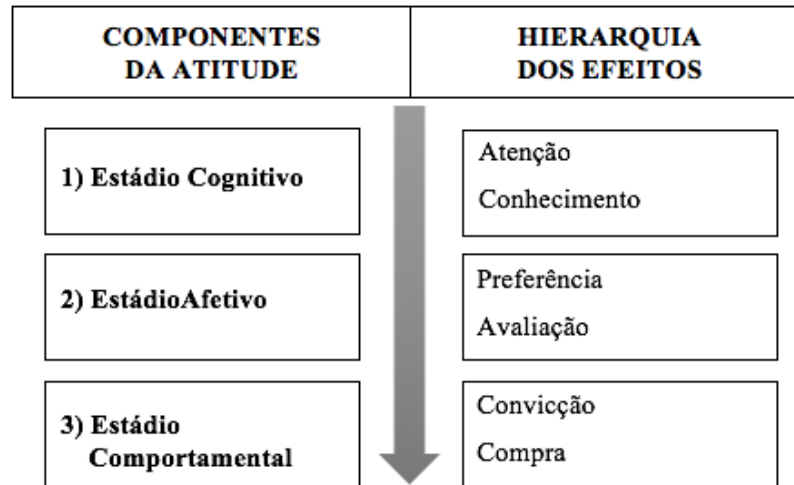 COMPONENTES
DA ATITUDE
HIERARQUIA
DOS EFEITOS
1) Estádio Cognitivo
Atenção
Conhecimento
2) EstádioAfetivo
Preferência
Avaliação
3) Estádio
Comportamental
Convicção
Compra